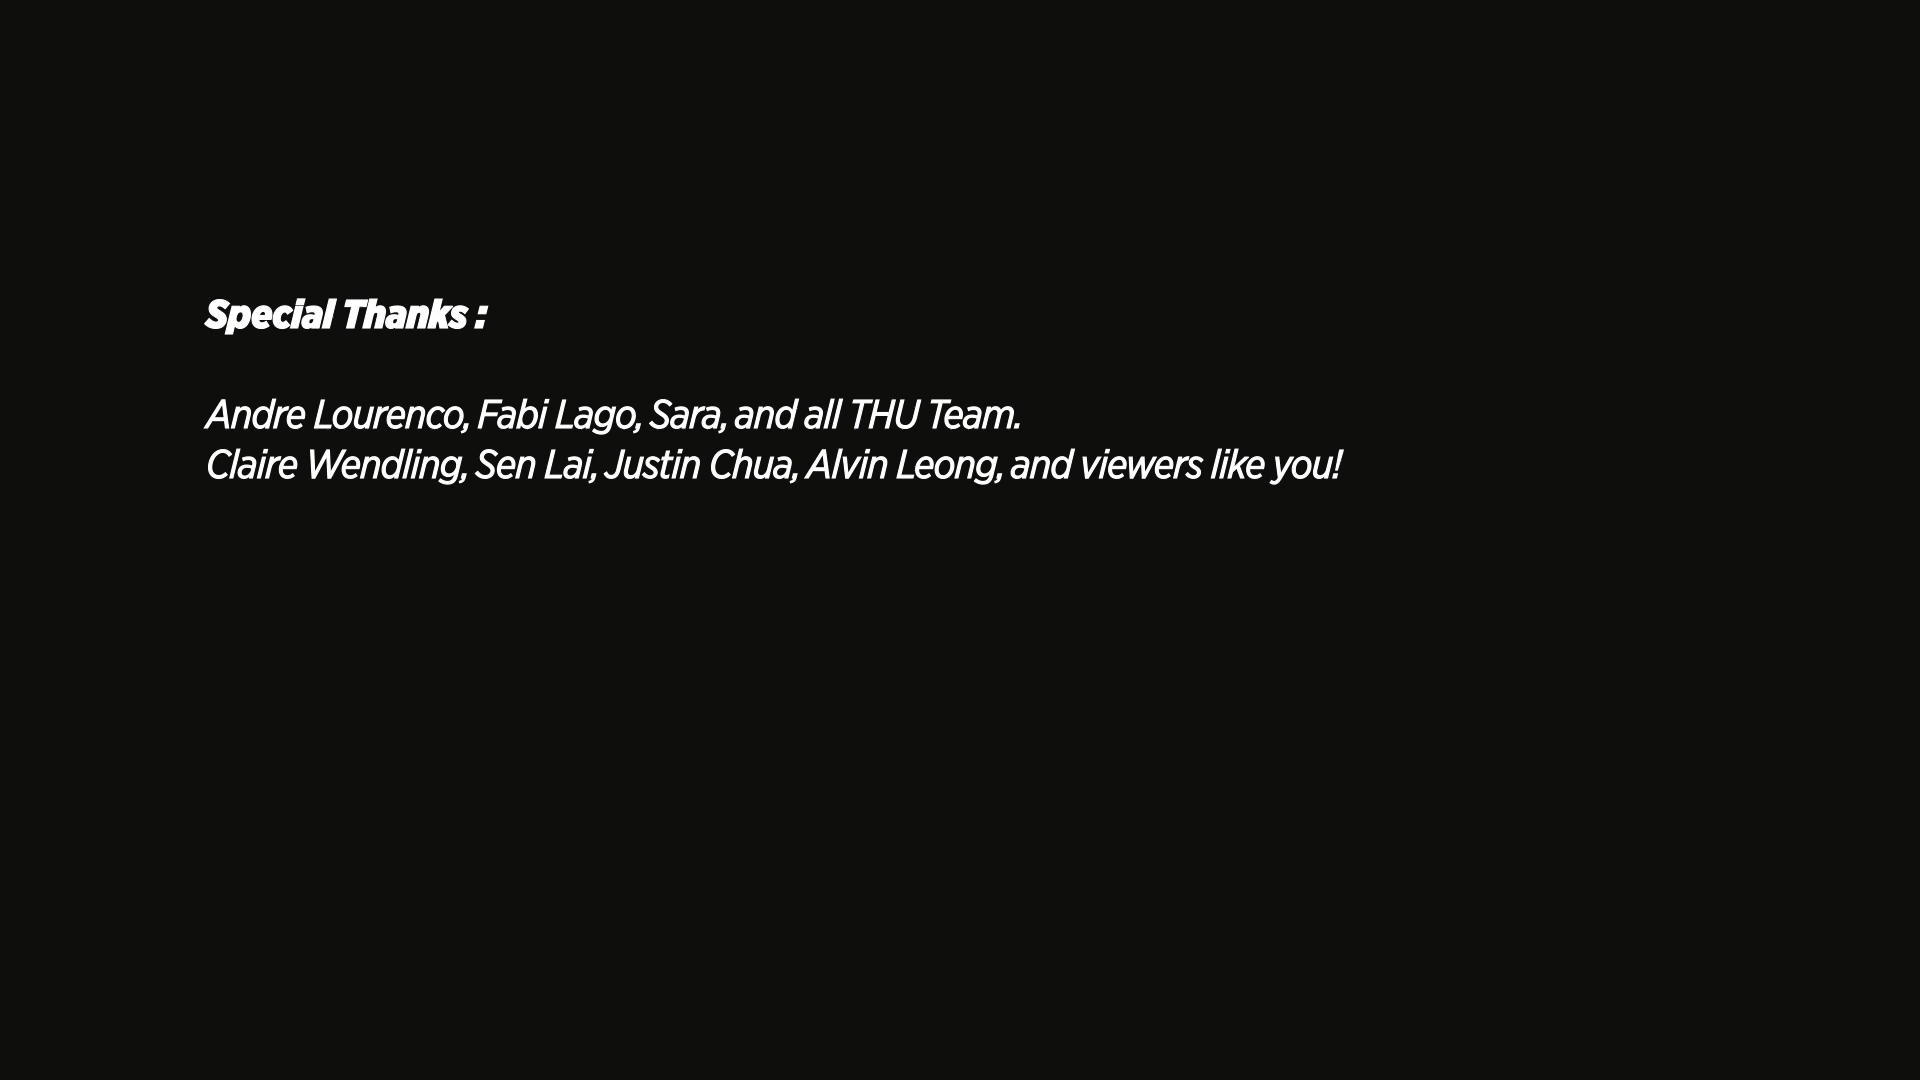 Special Thanks :
Andre Lourenco, Fabi Lago, Sara, and all THU Team.
Claire Wendling, Sen Lai, Justin Chua, Alvin Leong, and viewers like you!